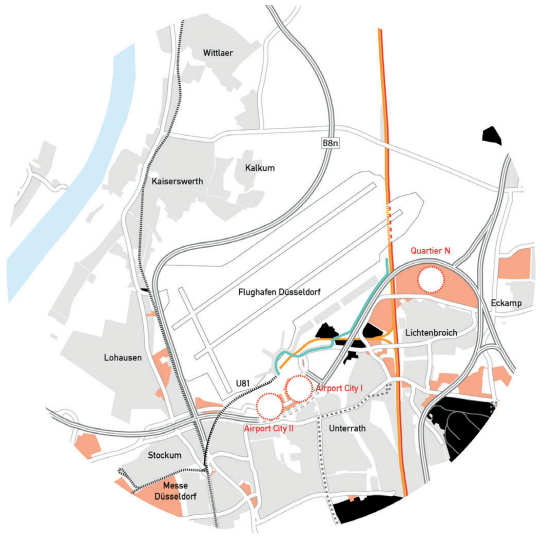 Wittlaer
B8n
Kalkum
Kaiserswerth
Quartier N
Flughafen Düsseldorf
Eckamp
Lichtenbroich
Lohausen
U81
Airport City I
Airport City II
Unterrath
Stockum
Messe
Düsseldorf